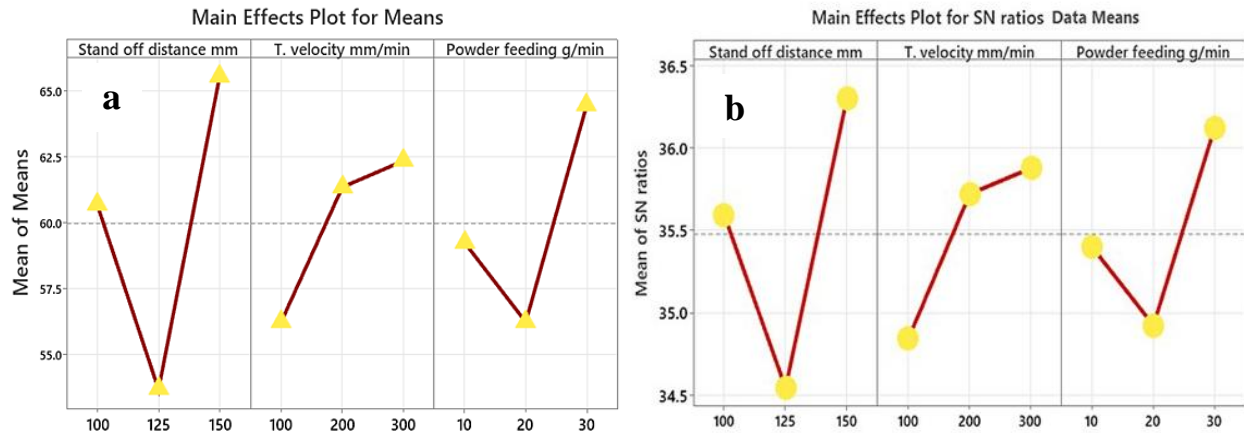 Main Effects Plot for Means
Stand off distance mm T. velocity mm/min Powder feeding g/min
a
65.0
62.5
60.0
57.5
55.0
Mean of Means
100 125 150 100 200 300 10 20 30
Main Effects Plot for SN ratios Data Means
Stand off distance mm T. velocity mm/min Powder feeding g/min
b
36.5
36.0
35.5
35.0
34.5
Mean of SN ratios
100 125 150 100 200 300 10 20 30